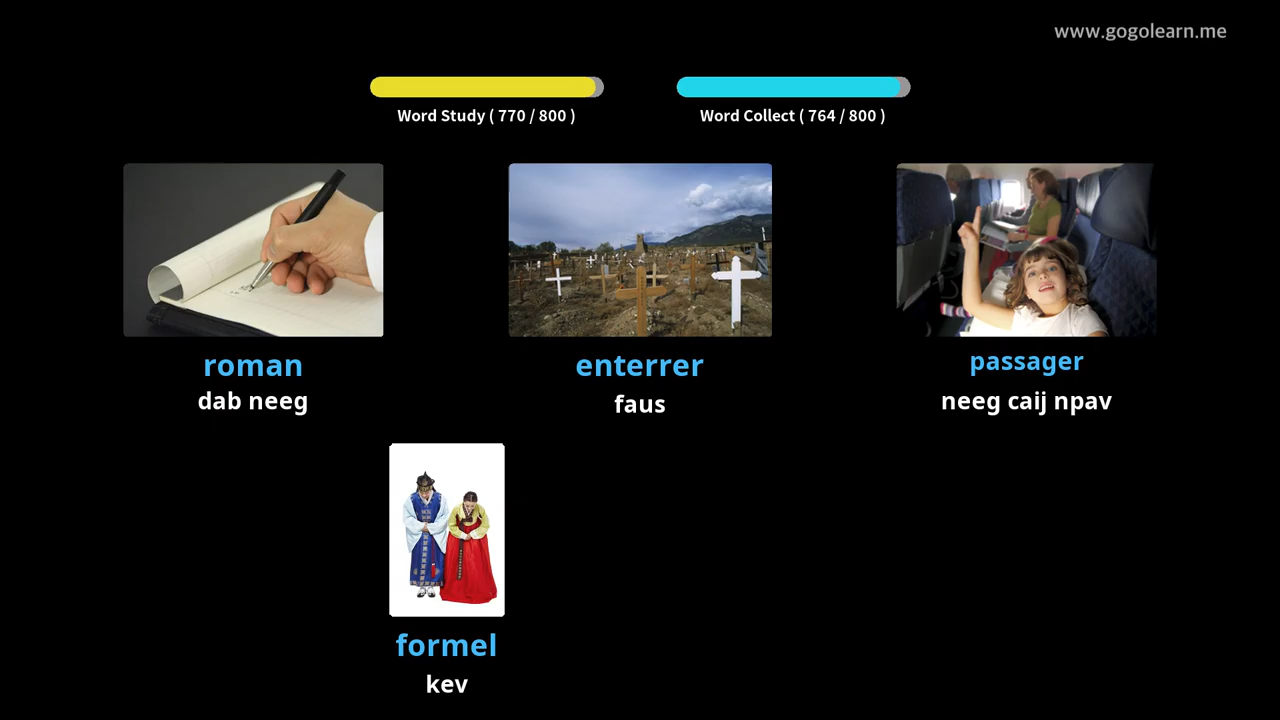 www.gogolearn.me
Word Study ( 770 / 800 )
Word Collect ( 764 / 800 )
roman
dab neeg
enterrer
faus
passager
neeg caij npav
formel
kev